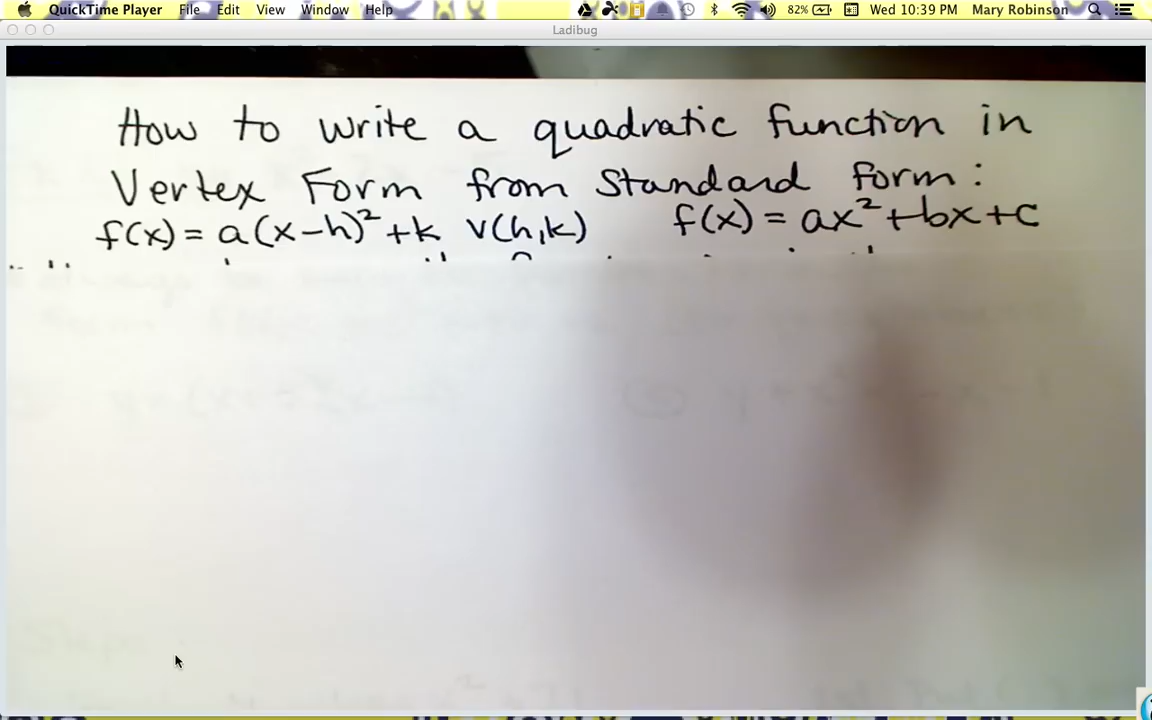 QuickTime Player File Edit View Window Help 82% Wed 10:39 PM Mary Robinson
Ladibug
How to write a quadratic function in
Vertex Form from Standard form:
f(x) = a(x-h)² + k V(h,k) f(x) = ax² + bx + c